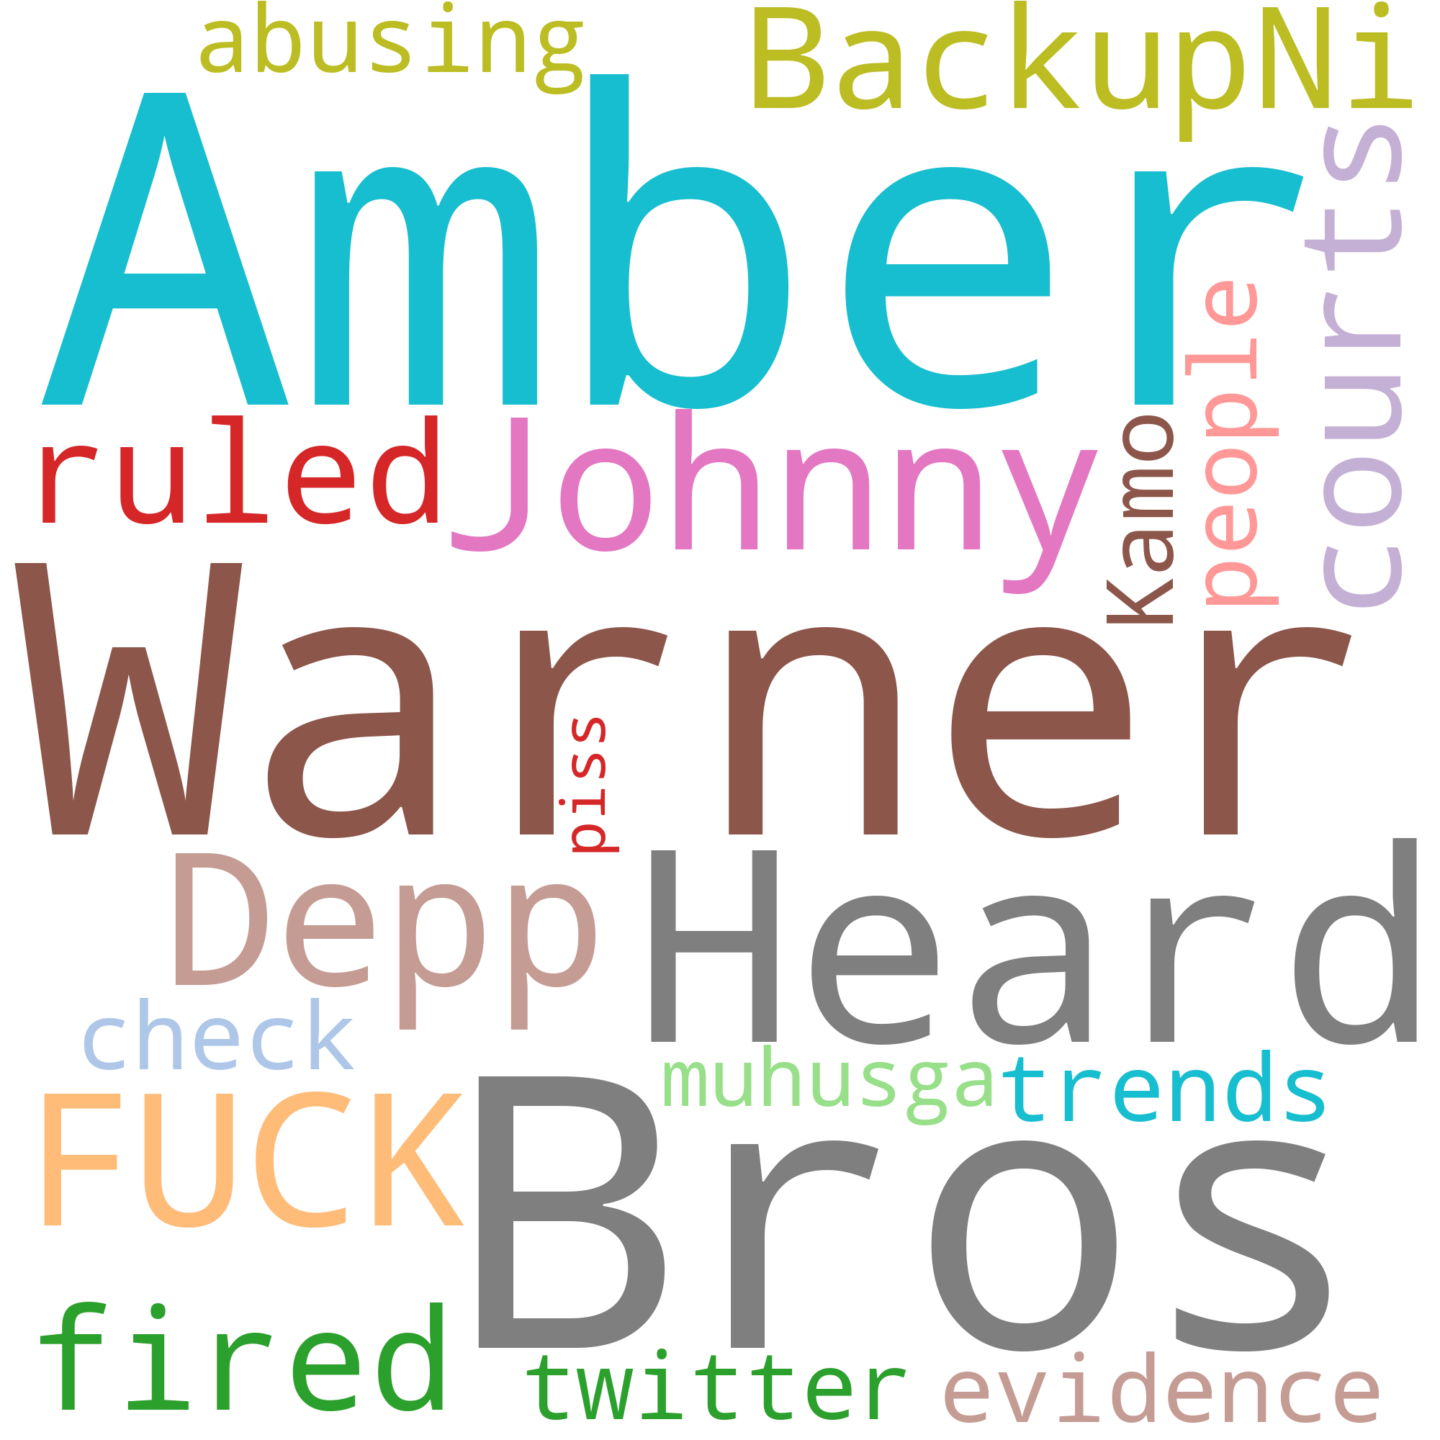 abusing
BackupNi
Amber
courts
people
ruled
Johnny
Kamo
Warner
piss
Depp
Heard
check
muhusga
trends
FUCK
Bros
fired
twitter
evidence